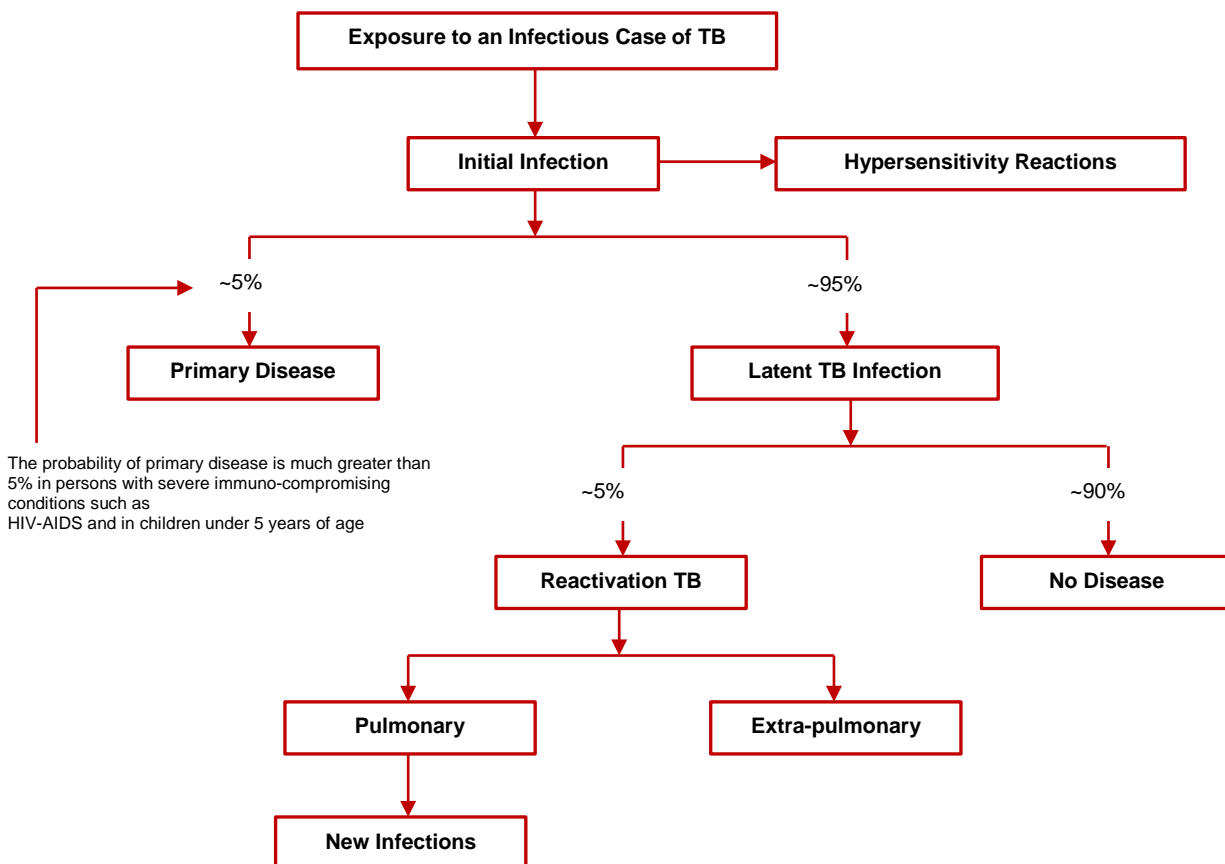 Exposure to an Infectious Case of TB
Initial Infection
Hypersensitivity Reactions
~5%
~95%
Primary Disease
Latent TB Infection
The probability of primary disease is much greater than
5% in persons with severe immuno-compromising
conditions such as
HIV-AIDS and in children under 5 years of age
~5%
~90%
Reactivation TB
No Disease
Pulmonary
Extra-pulmonary
New Infections